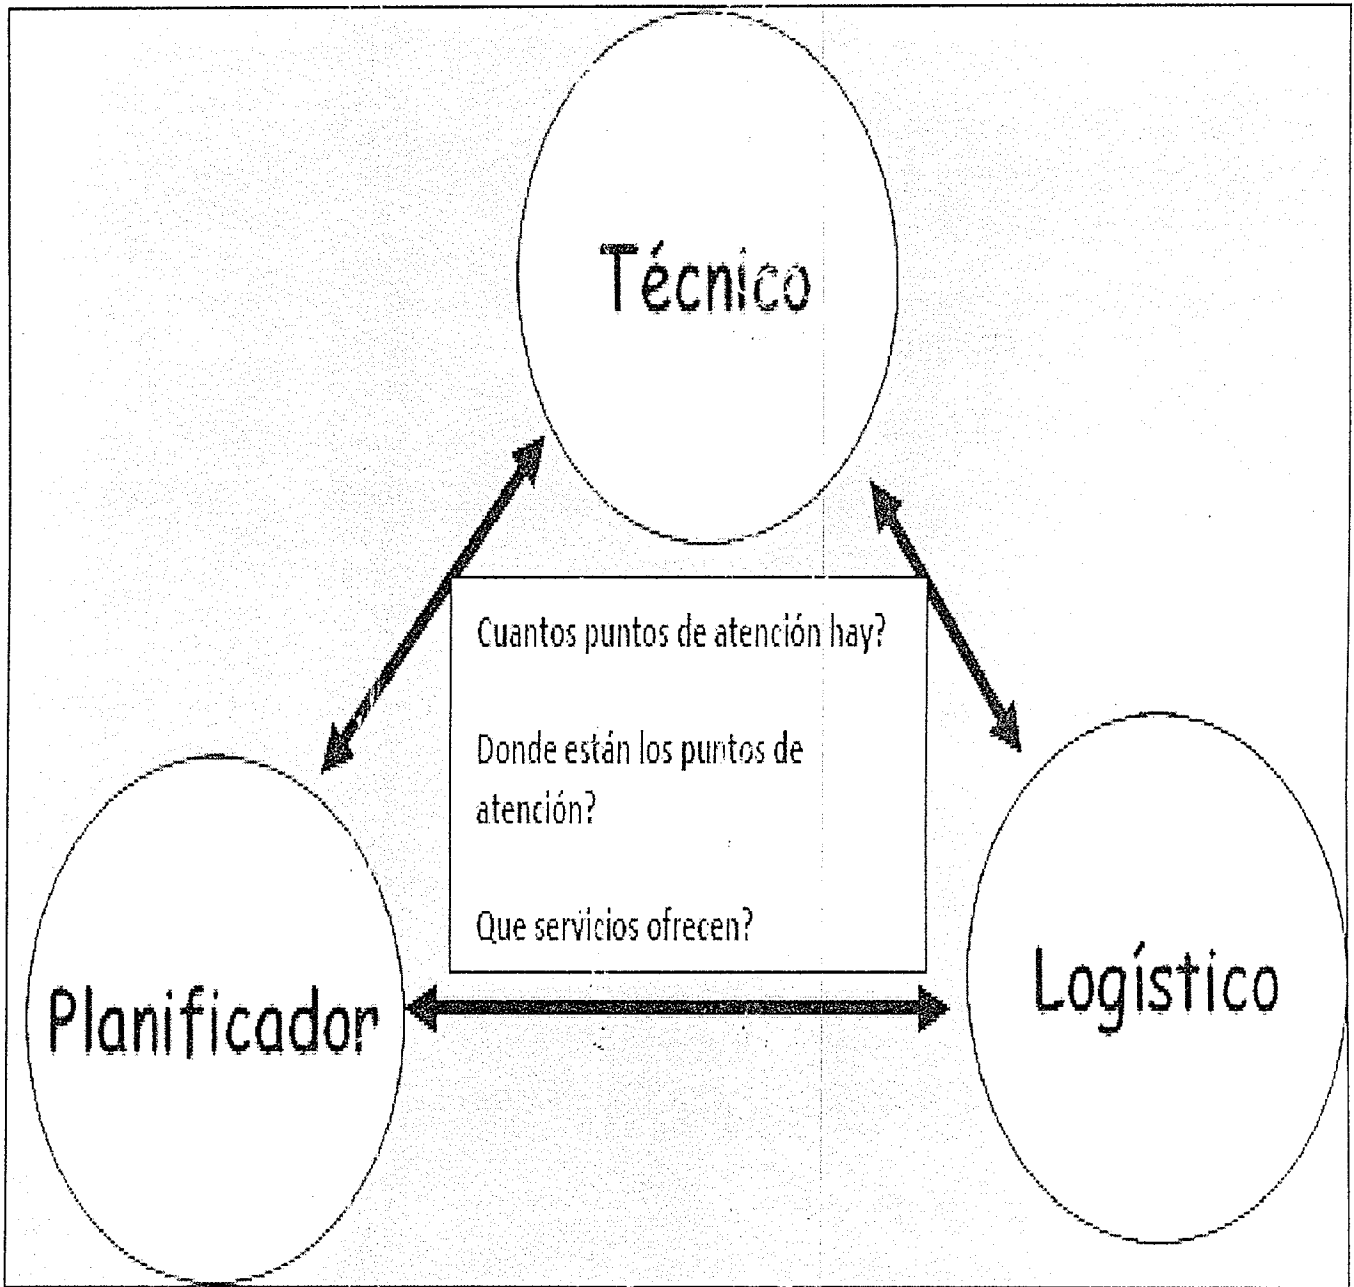 Técnico
Cuantos puntos de atención hay?
Donde están los puntos de
atención?
Que servicios ofrecen?
Planificador
Logístico